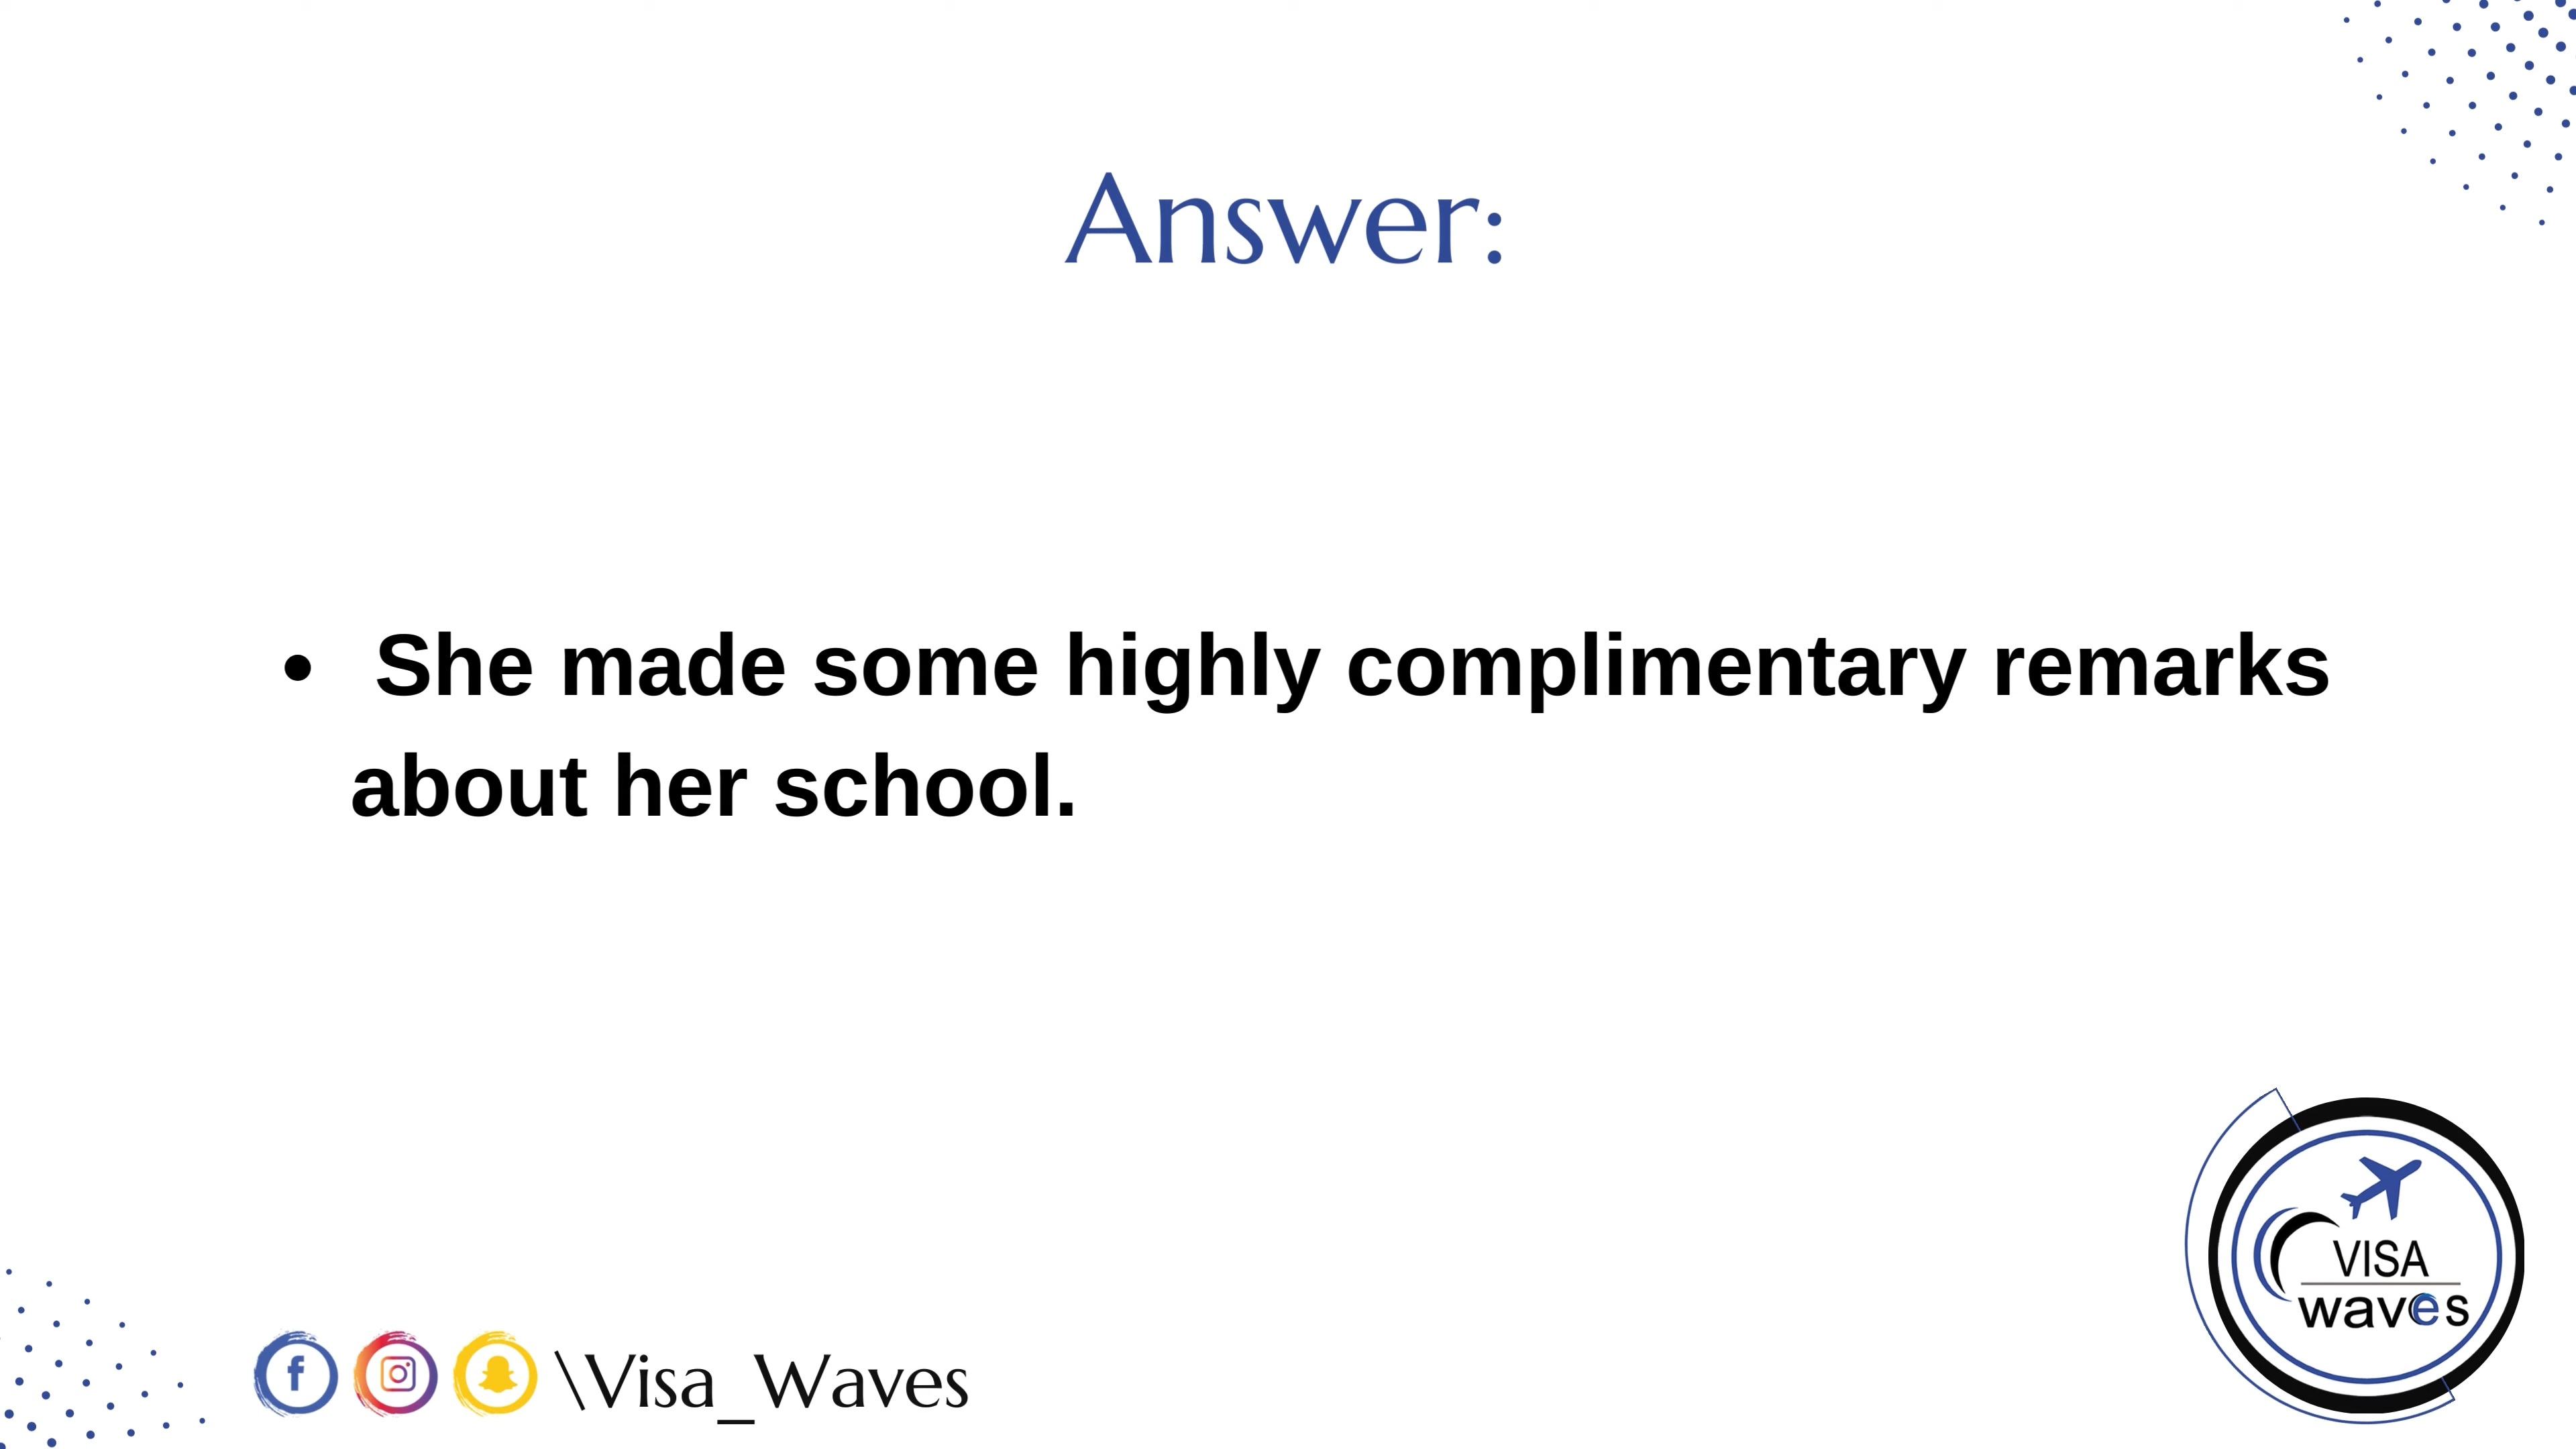 Answer:
• She made some highly complimentary remarks
about her school.
VISA
waves
\Visa_Waves